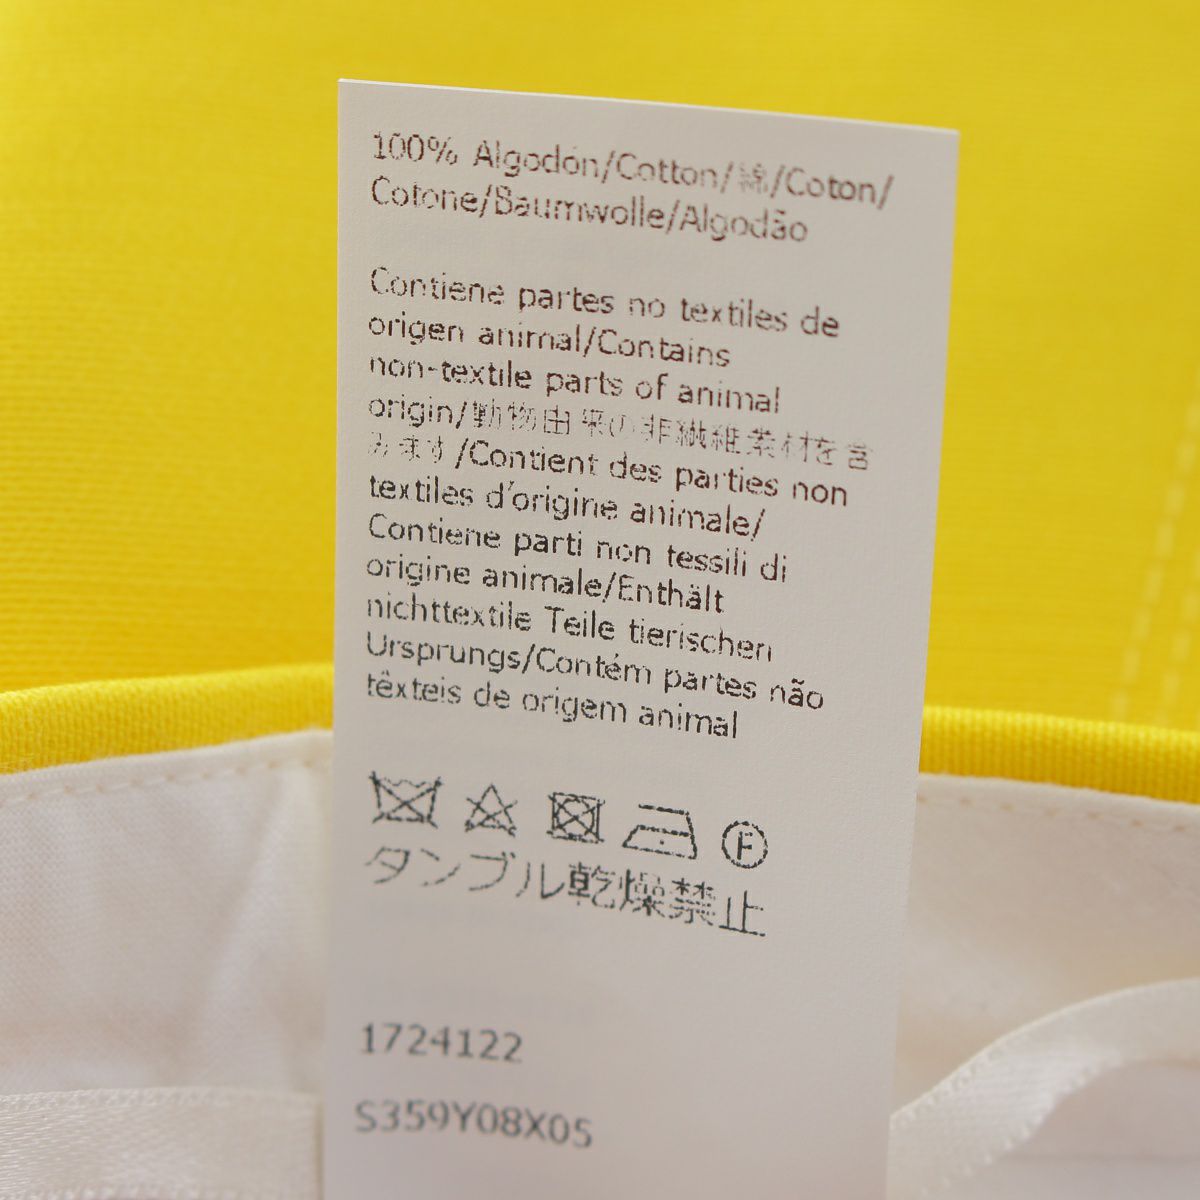 100% Algodón/Cotton/綿/Coton/
Cotone/Baumwolle/Algodão
Contiene partes no textiles de
origen animal/Contains
non-textile parts of animal
origin/動物由来の非繊維素材を含
みます/Contient des parties non
textiles d'origine animale/
Contiene parti non tessili di
origine animale/Enthält
nichttextile Teile tierischen
Ursprungs/Contém partes não
têxteis de origem animal
F
タンブル乾燥禁止
1724122
S359Y08X05